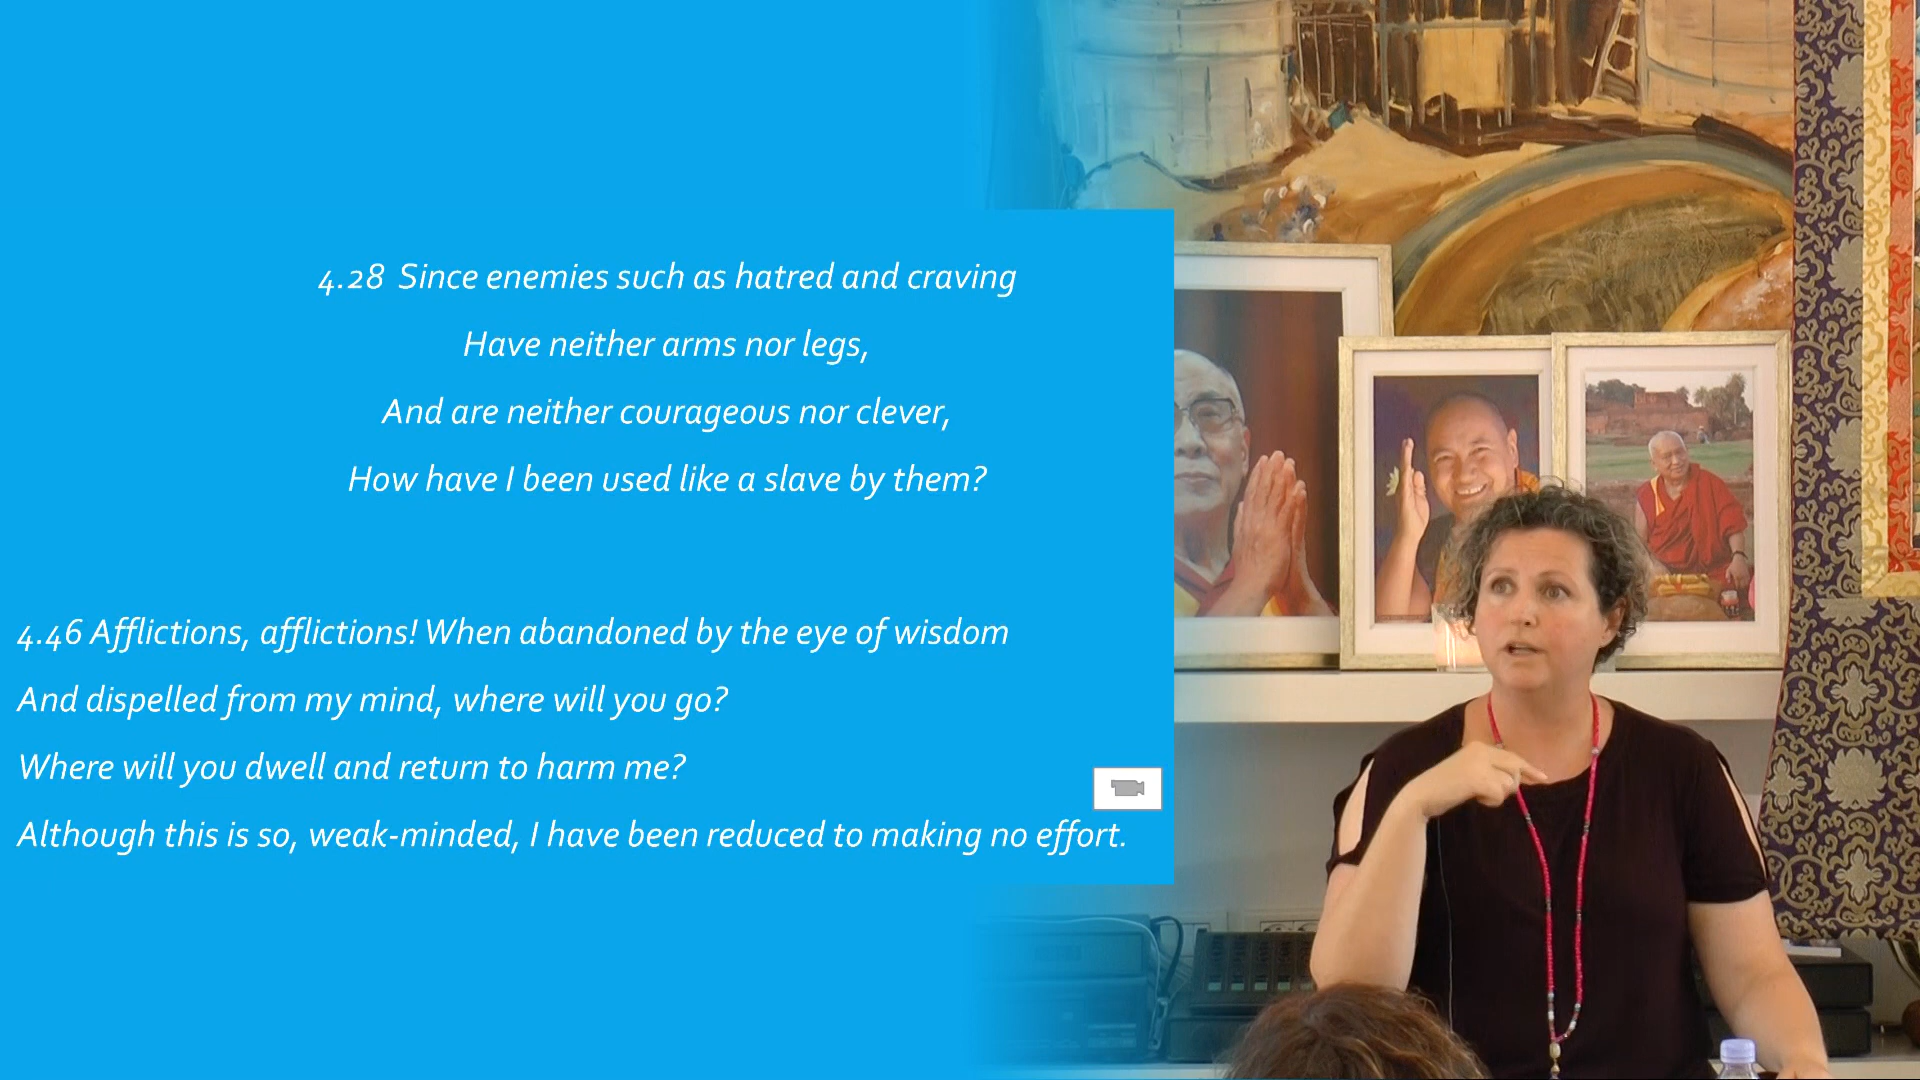 4.28 Since enemies such as hatred and craving
Have neither arms nor legs,
And are neither courageous nor clever,
How have I been used like a slave by them?
4.46 Afflictions, afflictions! When abandoned by the eye of wisdom
And dispelled from my mind, where will you go?
Where will you dwell and return to harm me?
Although this is so, weak-minded, I have been reduced to making no effort.